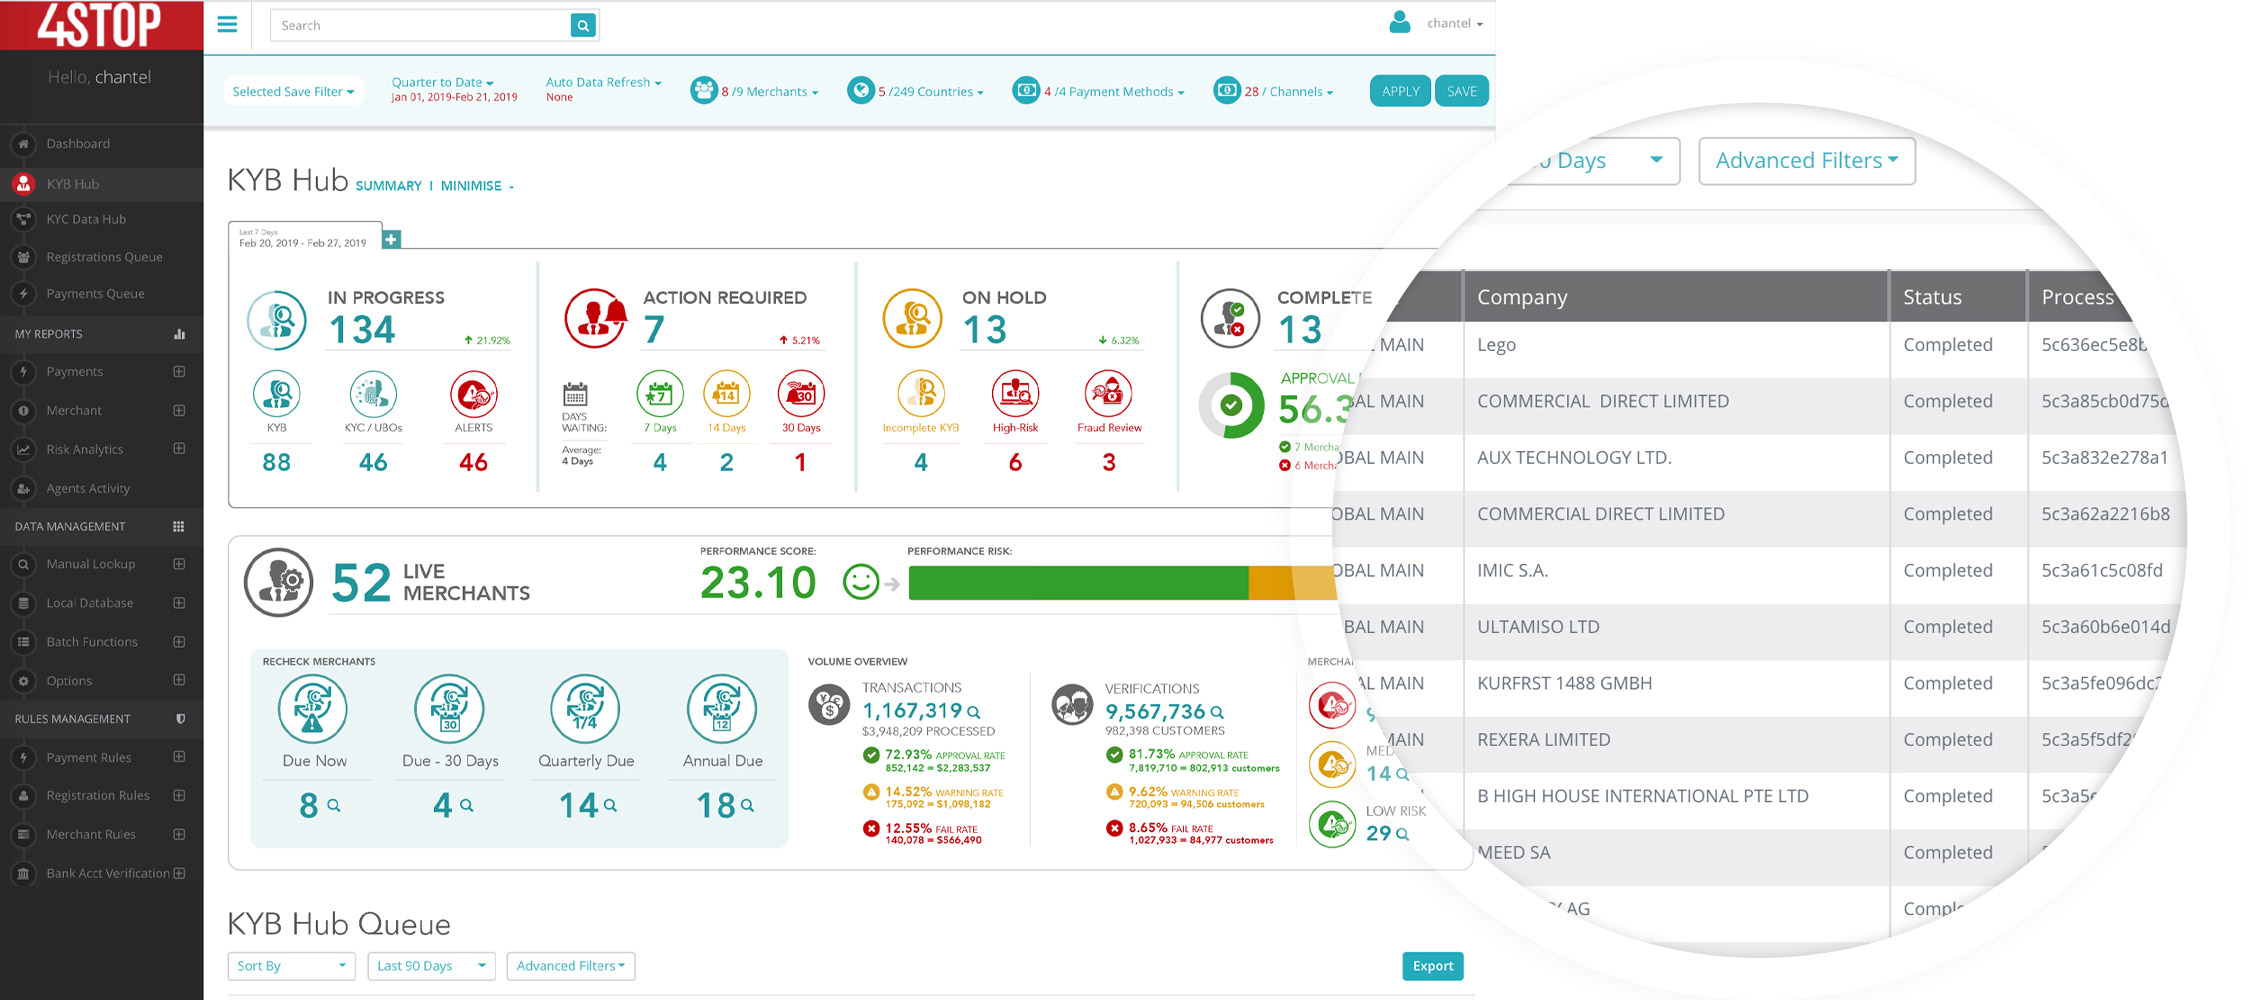 4STOP
Search
chantel
Hello, chantel
Selected Save Filter
Quarter to Date
Jan 01, 2019-Feb 21, 2019
Auto Data Refresh
None
8 /9 Merchants
5 /249 Countries
4 /4 Payment Methods
28 / Channels
APPLY
SAVE
Dashboard
KYB Hub
KYC Data Hub
Registrations Queue
Payments Queue
MY REPORTS
Payments
Merchant
Risk Analytics
Agents Activity
DATA MANAGEMENT
Manual Lookup
Local Database
Batch Functions
Options
RULES MANAGEMENT
Payment Rules
Registration Rules
Merchant Rules
Bank Acct Verification
KYB Hub SUMMARY | MINIMISE -
Last 7 Days
Feb 20, 2019 - Feb 27, 2019
IN PROGRESS
134
21.92%
KYB
88
KYC / UBOs
46
ALERTS
46
ACTION REQUIRED
7
5.21%
DAYS
WAITING:
Average:
4 Days
7
7 Days
4
14
14 Days
2
30
30 Days
1
ON HOLD
13
6.32%
Incomplete KYB
4
High-Risk
6
Fraud Review
3
COMPLETE
13
APPROVAL
56.3
7 Mercha
6 Mercha
52 LIVE
MERCHANTS
PERFORMANCE SCORE:
23.10
PERFORMANCE RISK:
RECHECK MERCHANTS
Due Now
8
30
Due - 30 Days
4
1/4
Quarterly Due
14
12
Annual Due
18
VOLUME OVERVIEW
TRANSACTIONS
1,167,319
$3,948,209 PROCESSED
72.93% APPROVAL RATE
852,142 = $2,283,537
14.52% WARNING RATE
175,092 = $1,098,182
12.55% FAIL RATE
140,078 = $566,490
VERIFICATIONS
9,567,736
982,398 CUSTOMERS
81.73% APPROVAL RATE
7,819,710 = 802,913 customers
9.62% WARNING RATE
720,093 = 94,506 customers
8.65% FAIL RATE
1,027,933 = 84,977 customers
MERCHA
MED
14
LOW RISK
29
KYB Hub Queue
Sort By
Last 90 Days
Advanced Filters
Export
Days
Advanced Filters
Company Status Process
MAIN Lego Completed 5c636ec5e8b
BAL MAIN COMMERCIAL DIRECT LIMITED Completed 5c3a85cb0d75d
OBAL MAIN AUX TECHNOLOGY LTD. Completed 5c3a832e278a1
OBAL MAIN COMMERCIAL DIRECT LIMITED Completed 5c3a62a2216b8
OBAL MAIN IMIC S.A. Completed 5c3a61c5c08fd
BAL MAIN ULTAMISO LTD Completed 5c3a60b6e014d
AL MAIN KURFRST 1488 GMBH Completed 5c3a5fe096dc
MAIN REXERA LIMITED Completed 5c3a5f5df2
B HIGH HOUSE INTERNATIONAL PTE LTD Completed 5c3a5
MEED SA Completed
AG Comple